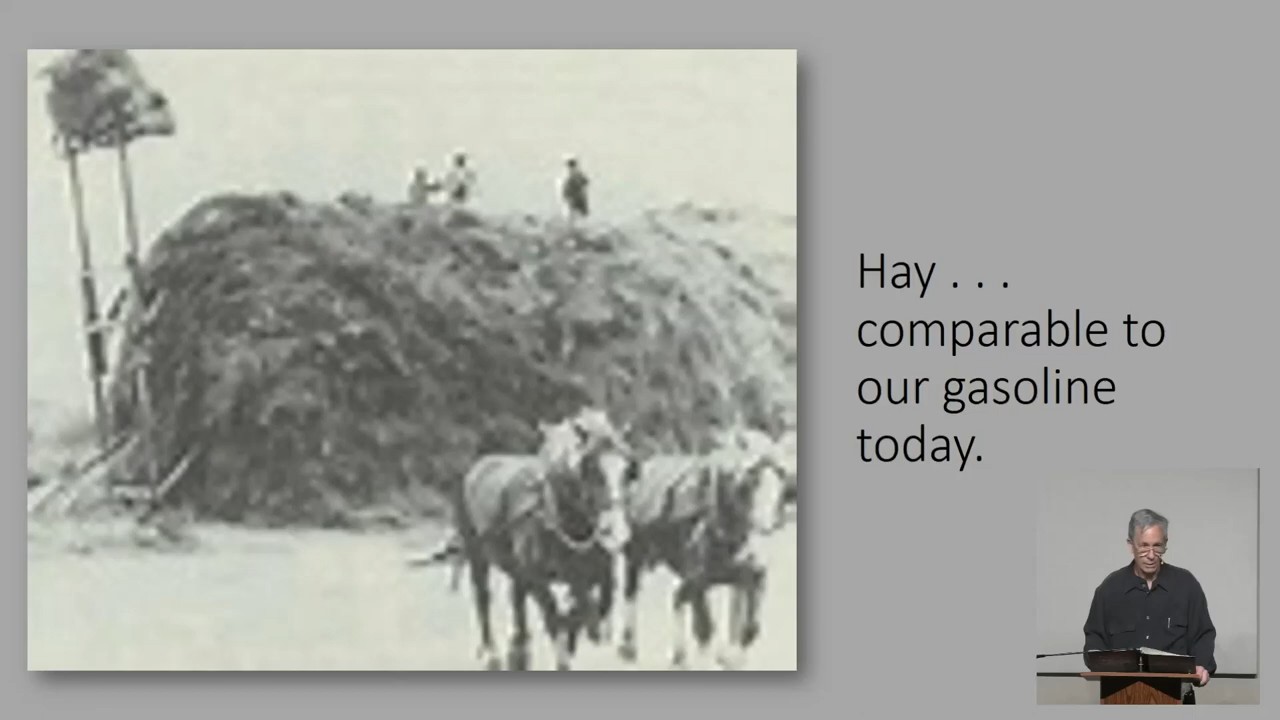 Hay . . .
comparable to
our gasoline
today.